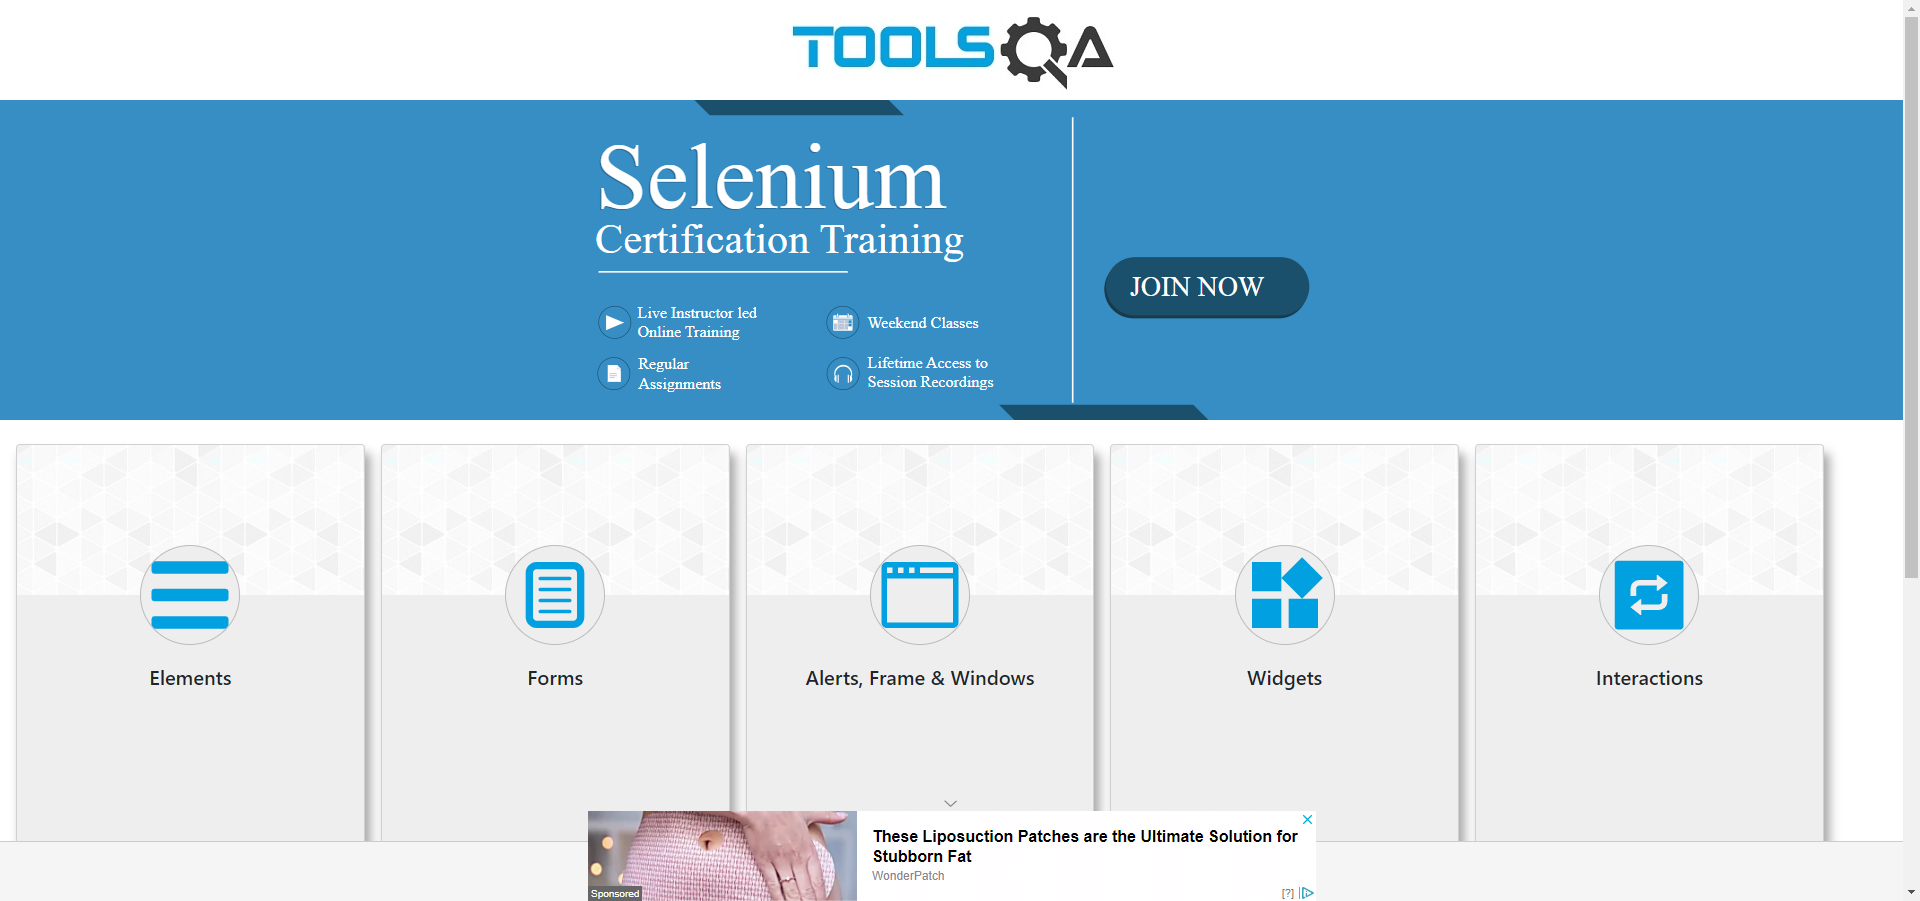 TOOLSQA
Selenium
Certification Training
Live Instructor led
Online Training
Weekend Classes
Regular
Assignments
Lifetime Access to
Session Recordings
JOIN NOW
Elements
Forms
Alerts, Frame & Windows
Widgets
Interactions
These Liposuction Patches are the Ultimate Solution for
Stubborn Fat
WonderPatch
Sponsored
[?]